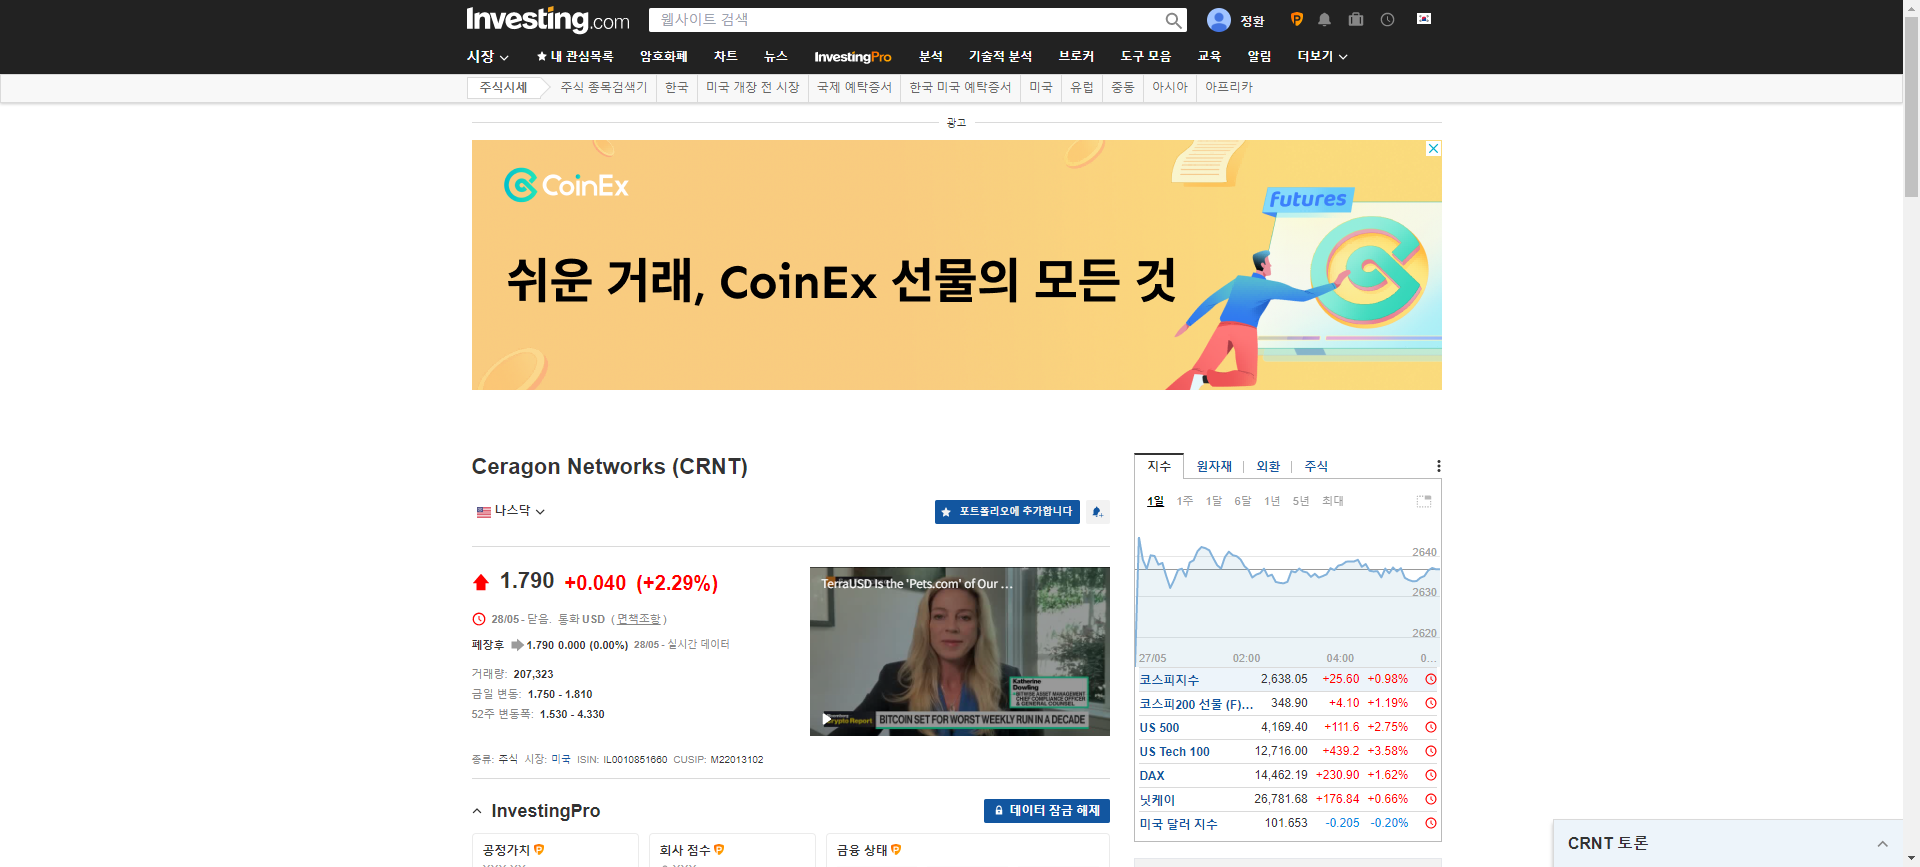 Investing.com
웹사이트 검색
정환
시장
내 관심목록
암호화폐
차트
뉴스
InvestingPro
분석
기술적 분석
브로커
도구 모음
교육
알림
더보기
주식시세
주식 종목검색기
한국
미국 개장 전 시장
국제 예탁증서
한국 미국 예탁증서
미국
유럽
중동
아시아
아프리카
광고
CoinEx
futures
쉬운 거래, CoinEx 선물의 모든 것
Ceragon Networks (CRNT)
나스닥
포트폴리오에 추가합니다
1.790 +0.040 (+2.29%)
28/05 - 닫음. 통화 USD ( 면책조항 )
폐장후 1.790 0.000 (0.00%) 28/05 - 실시간 데이터
거래량: 207,323
금일 변동: 1.750 - 1.810
52주 변동폭: 1.530 - 4.330
TerraUSD Is the 'Pets.com' of Our ...
Katherine
Dowling
BITWISE ASSET MANAGEMENT
CHIEF COMPLIANCE OFFICER
& GENERAL COUNSEL
Crypto Report
BITCOIN SET FOR WORST WEEKLY RUN IN A DECADE
종류: 주식 시장: 미국 ISIN: IL0010851660 CUSIP: M22013102
InvestingPro
데이터 잠금 해제
공정가치
회사 점수
금융 상태
지수
원자재
외환
주식
1일 1주 1달 6달 1년 5년 최대
2640
2630
2620
27/05 02:00 04:00 0...
코스피지수 2,638.05 +25.60 +0.98%
코스피200 선물 (F)... 348.90 +4.10 +1.19%
US 500 4,169.40 +111.6 +2.75%
US Tech 100 12,716.00 +439.2 +3.58%
DAX 14,462.19 +230.90 +1.62%
닛케이 26,781.68 +176.84 +0.66%
미국 달러 지수 101.653 -0.205 -0.20%
CRNT 토론